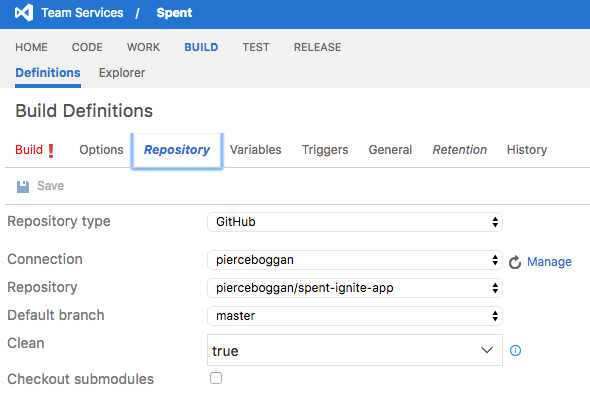 Team Services / Spent
HOME CODE WORK BUILD TEST RELEASE
Definitions Explorer
Build Definitions
Build ! Options Repository Variables Triggers General Retention History
Save
Repository type GitHub
Connection pierceboggan Manage
Repository pierceboggan/spent-ignite-app
Default branch master
Clean true
Checkout submodules